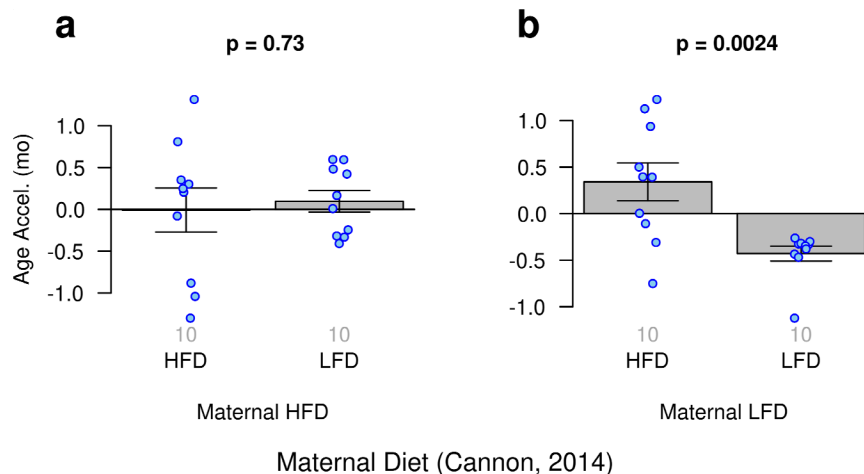 a
p = 0.73
Age Accel. (mo)
1.0
0.5
0.0
-0.5
-1.0
10
10
HFD
LFD
Maternal HFD
b
p = 0.0024
1.0
0.5
0.0
-0.5
-1.0
10
10
HFD
LFD
Maternal LFD
Maternal Diet (Cannon, 2014)